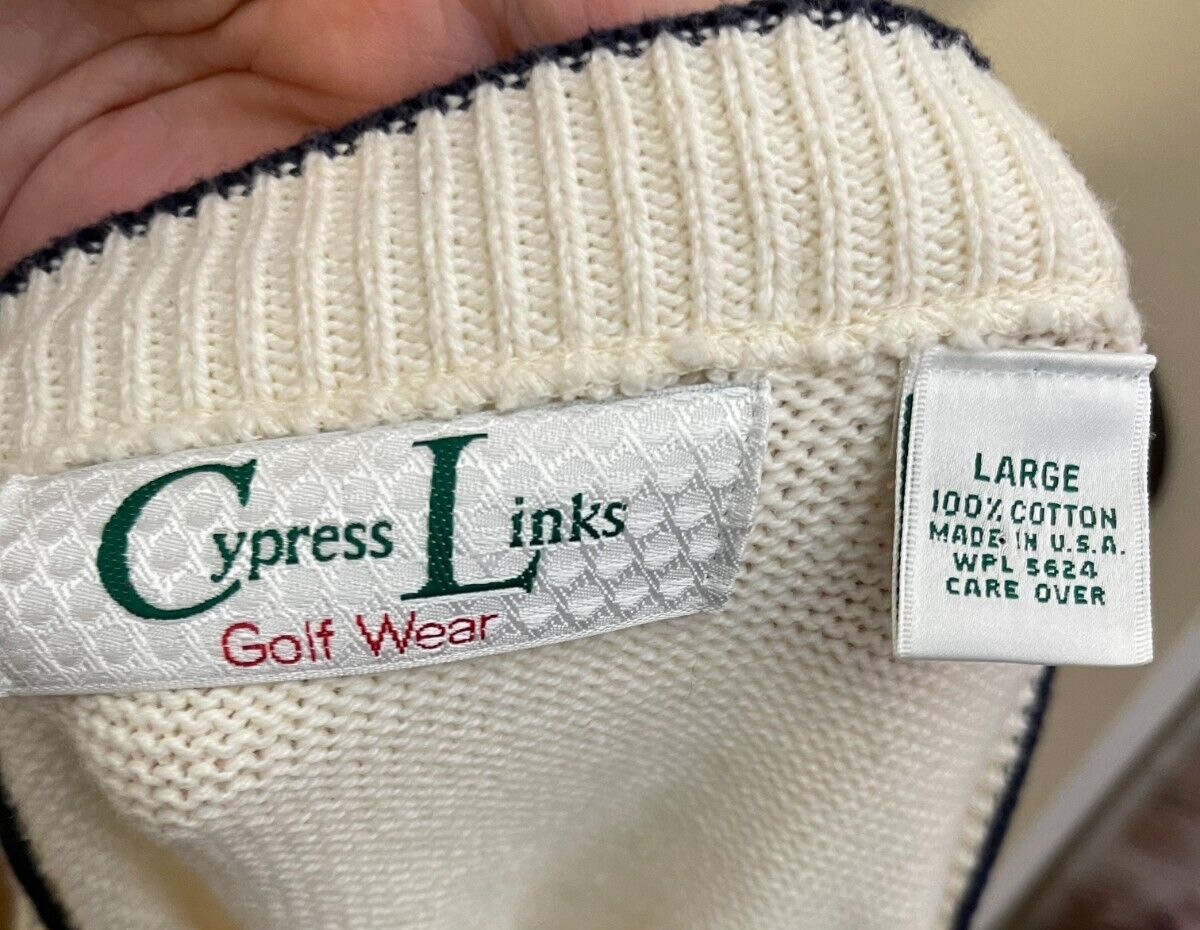 Cypress Links
Golf Wear
LARGE
100% COTTON
MADE IN U.S.A.
WPL 5624
CARE OVER